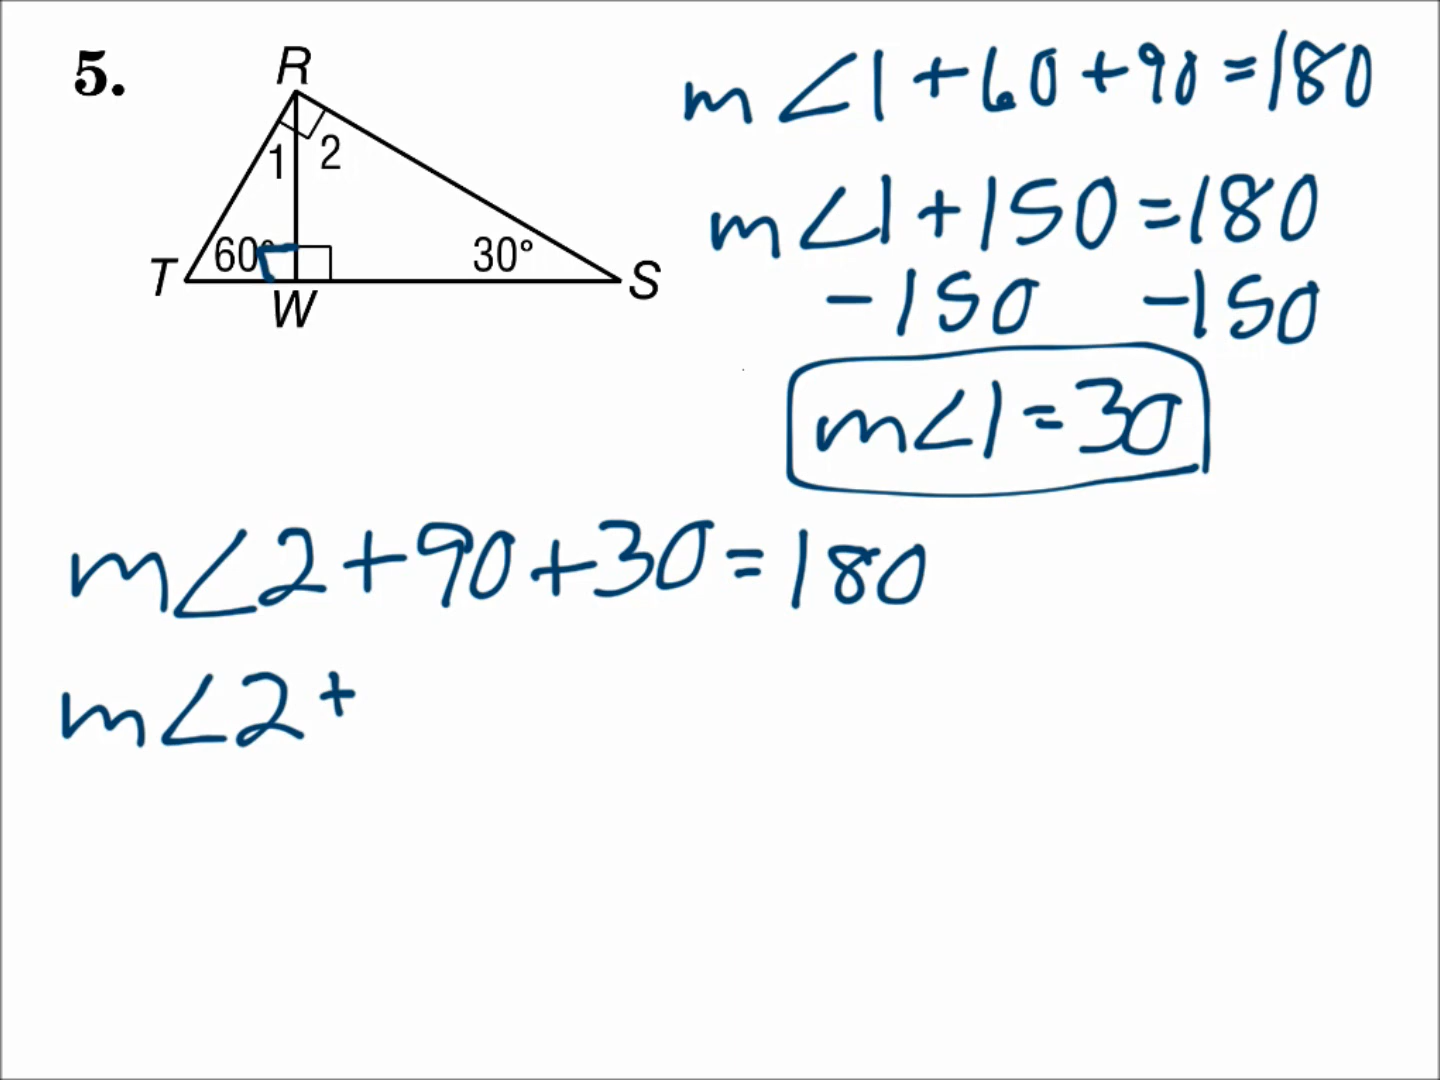 5.
R
1 2
60° 30°
T W S
m∠1+60+90=180
m∠1+150=180
-150 -150
m∠1=30
m∠2+90+30=180
m∠2+